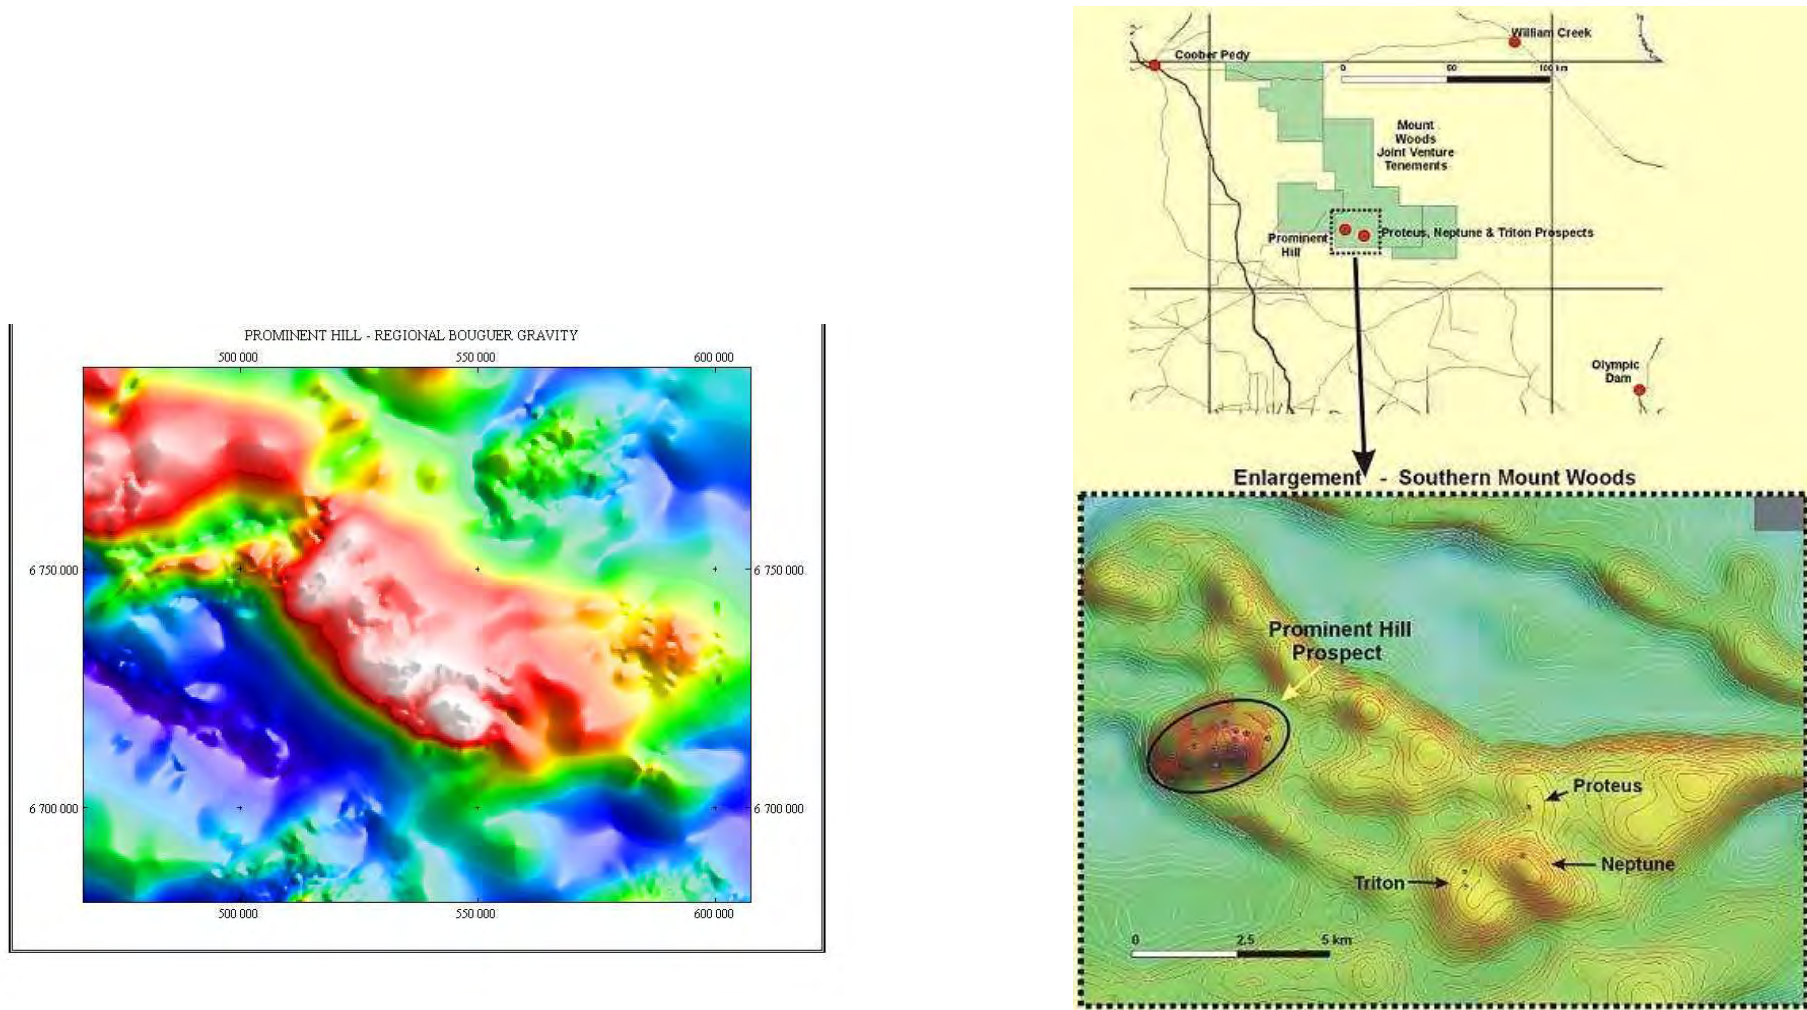 PROMINENT HILL - REGIONAL BOUGUER GRAVITY
500 000 550 000 600 000
6 750 000 6 750 000
6 700 000 6 700 000
500 000 550 000 600 000
William Creek
Coober Pedy
0 100 km
Mount
Woods
Joint Venture
Tenements
Prominent
Hill
Proteus, Neptune & Triton Prospects
Olympic
Dam
Enlargement - Southern Mount Woods
Prominent Hill
Prospect
Proteus
Neptune
Triton
0 2.5 5 km